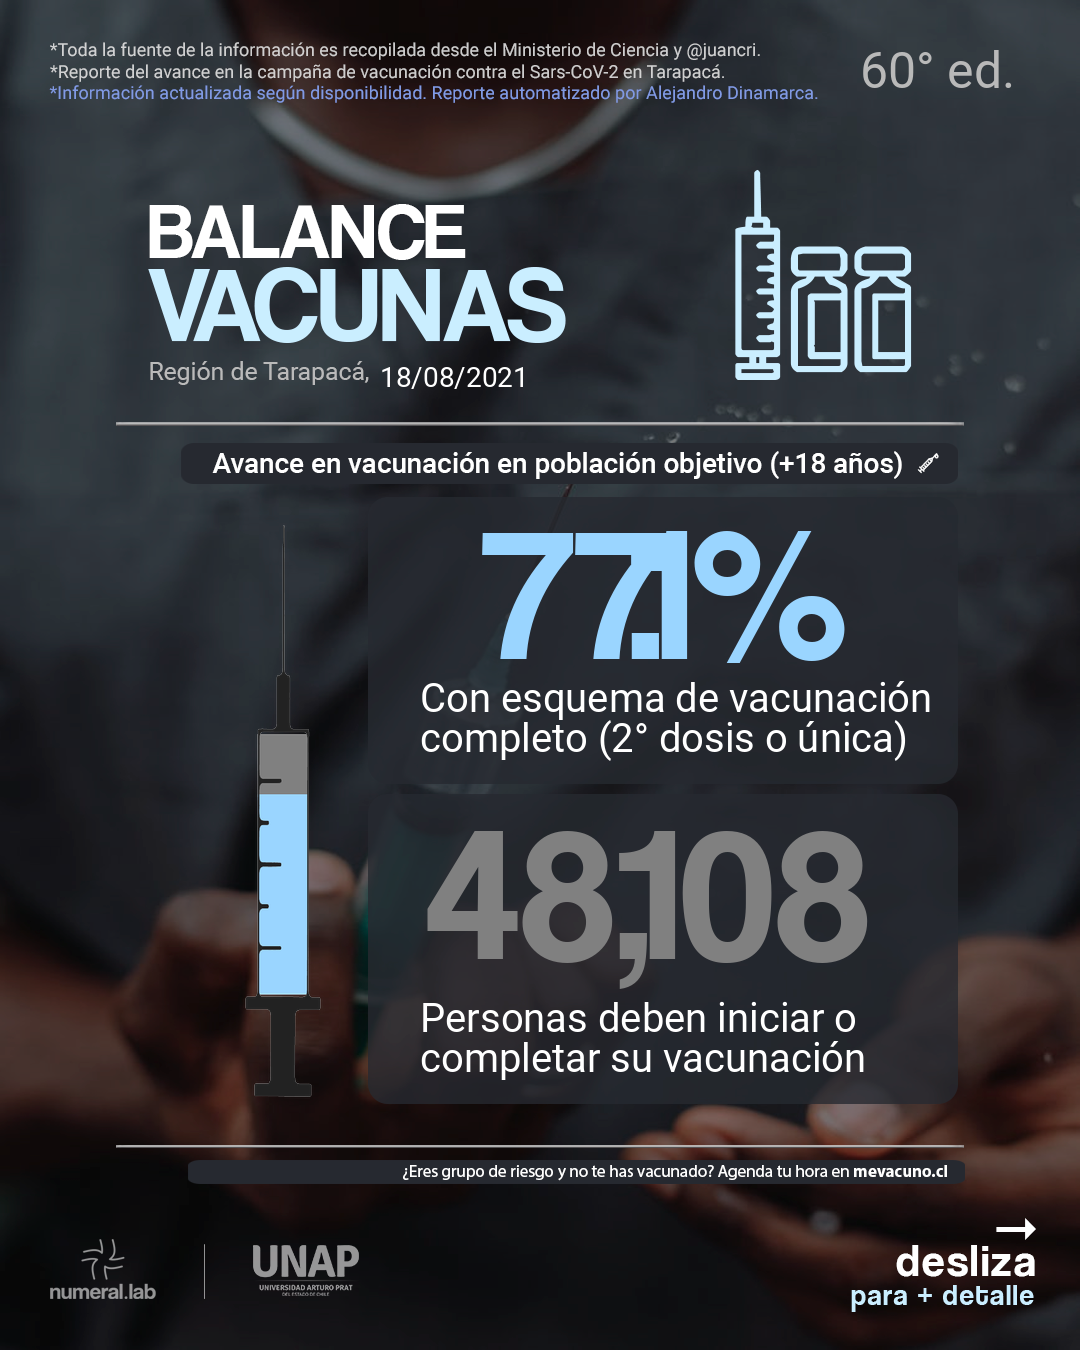 *Toda la fuente de la información es recopilada desde el Ministerio de Ciencia y @juancri.
*Reporte del avance en la campaña de vacunación contra el Sars-CoV-2 en Tarapacá.
*Información actualizada según disponibilidad. Reporte automatizado por Alejandro Dinamarca.
60° ed.
BALANCE
VACUNAS
Región de Tarapacá, 18/08/2021
Avance en vacunación en población objetivo (+18 años)
77.1%
Con esquema de vacunación
completo (2° dosis o única)
48,108
Personas deben iniciar o
completar su vacunación
¿Eres grupo de riesgo y no te has vacunado? Agenda tu hora en mevacuno.cl
numeral.lab
UNAP
UNIVERSIDAD ARTURO PRAT
DEL ESTADO DE CHILE
desliza
para + detalle